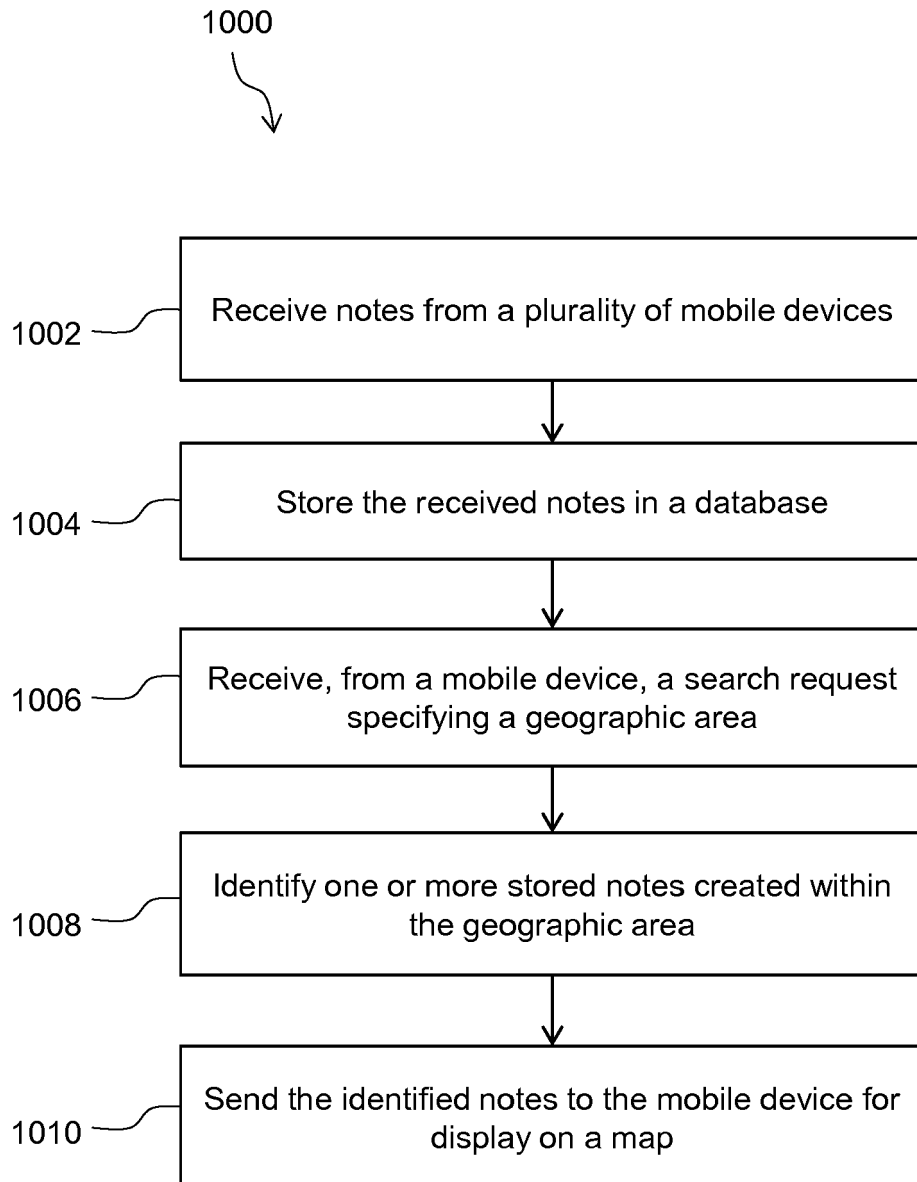 1000
1002
Receive notes from a plurality of mobile devices
1004
Store the received notes in a database
1006
Receive, from a mobile device, a search request
specifying a geographic area
1008
Identify one or more stored notes created within
the geographic area
1010
Send the identified notes to the mobile device for
display on a map